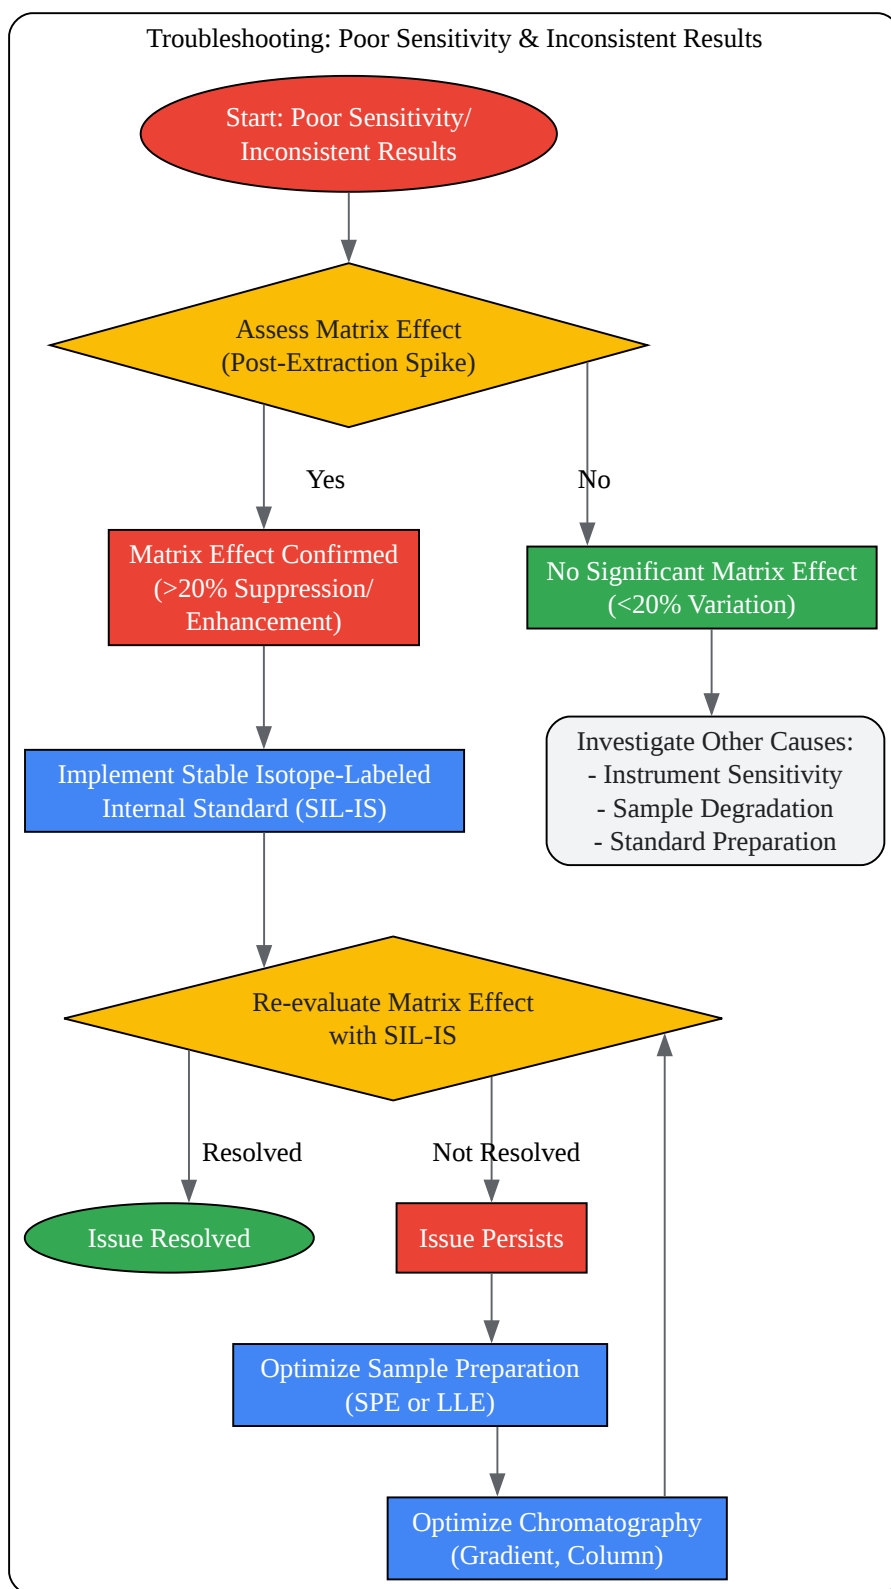 Troubleshooting: Poor Sensitivity & Inconsistent Results
Start: Poor Sensitivity/
Inconsistent Results
Assess Matrix Effect
(Post-Extraction Spike)
Yes
No
Matrix Effect Confirmed
(>20% Suppression/
Enhancement)
No Significant Matrix Effect
(<20% Variation)
Implement Stable Isotope-Labeled
Internal Standard (SIL-IS)
Investigate Other Causes:
- Instrument Sensitivity
- Sample Degradation
- Standard Preparation
Re-evaluate Matrix Effect
with SIL-IS
Resolved
Not Resolved
Issue Resolved
Issue Persists
Optimize Sample Preparation
(SPE or LLE)
Optimize Chromatography
(Gradient, Column)